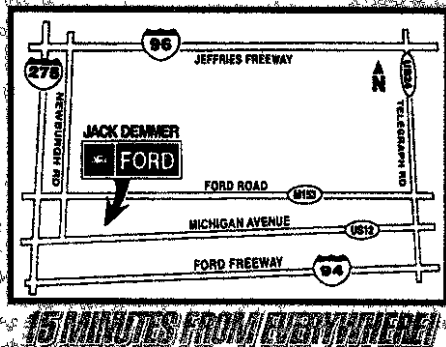 96
JEFFRIES FREEWAY
275
N
US24
NEWBURGH RD
TELEGRAPH RD
JACK DEMMER
FORD
FORD ROAD
M153
MICHIGAN AVENUE
US12
FORD FREEWAY
94
15 MINUTES FROM EVERYWHERE!